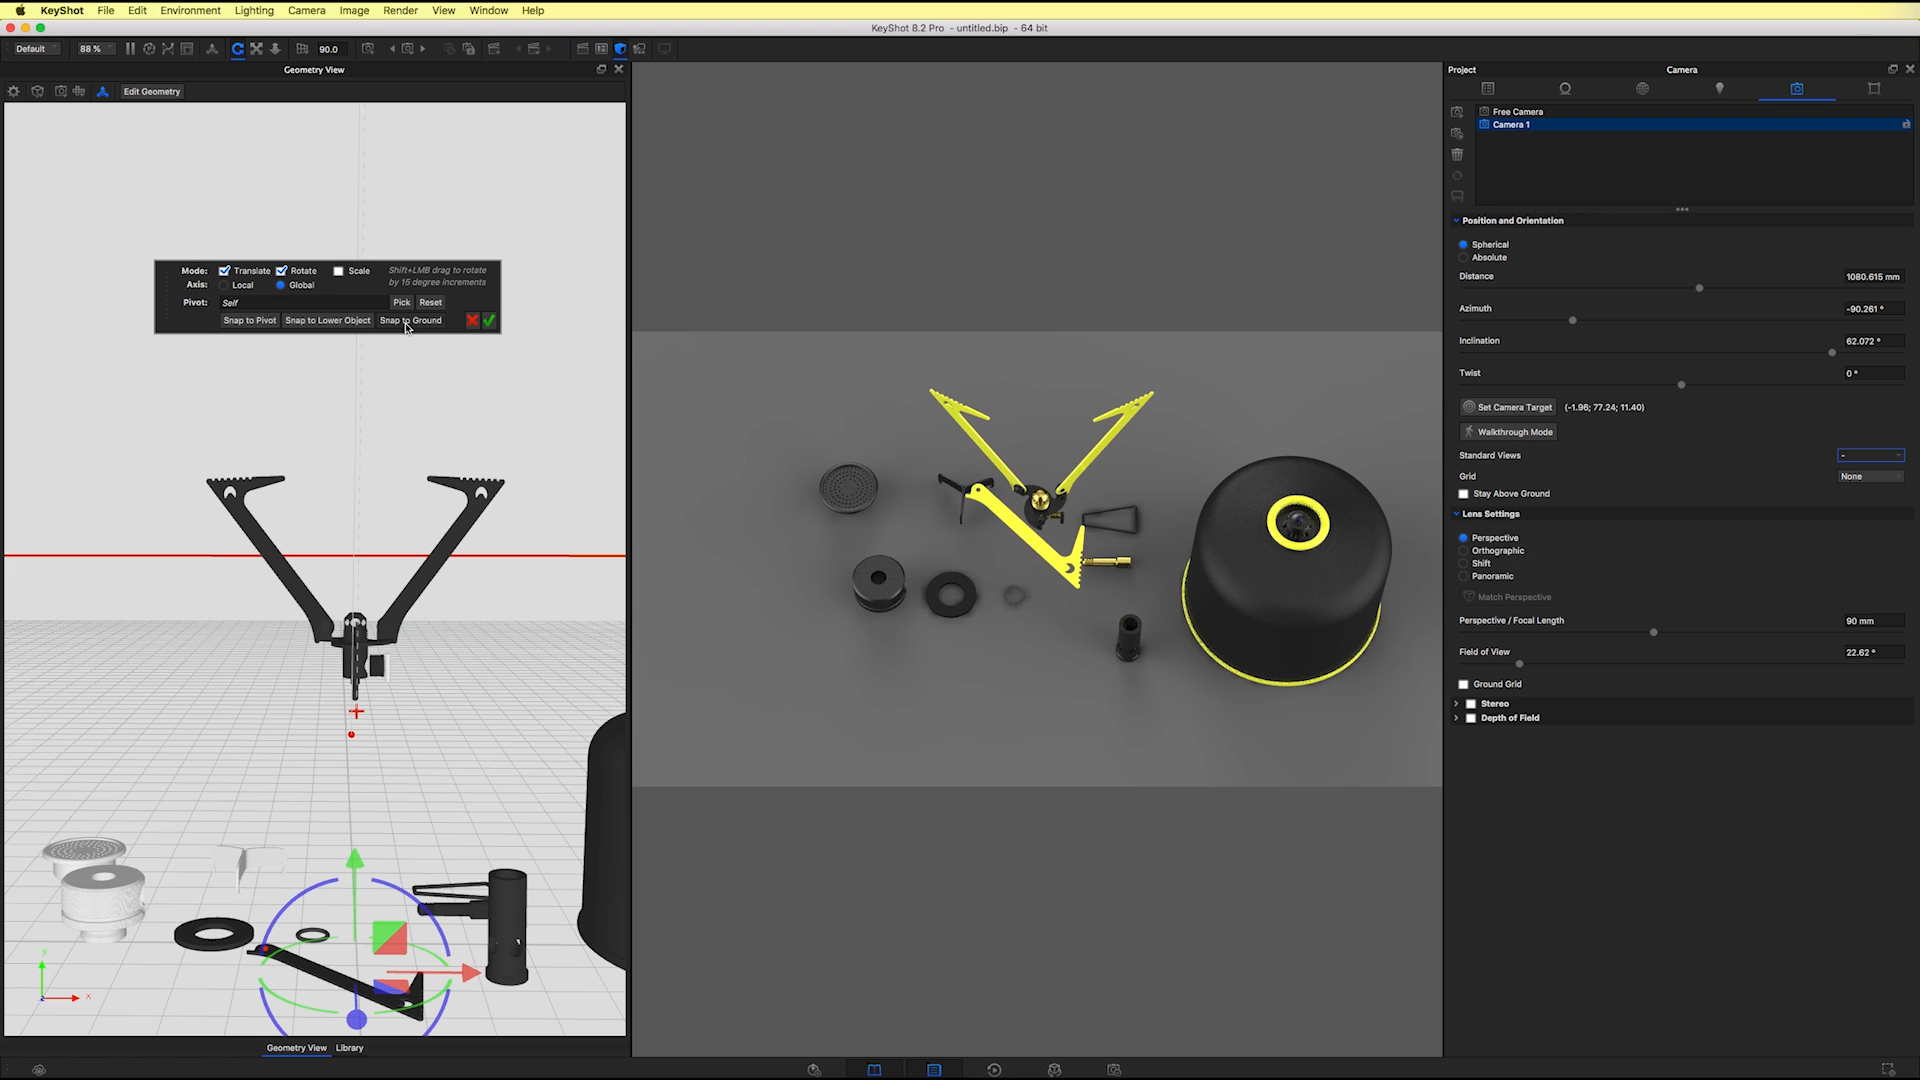 KeyShot File Edit Environment Lighting Camera Image Render View Window Help
KeyShot 8.2 Pro - untitled.bip - 64 bit
Default 88 % 90.0
Geometry View
Edit Geometry
Mode: Translate Rotate Scale Shift+LMB drag to rotate
by 15 degree increments
Axis: Local Global
Pivot: Self Pick Reset
Snap to Pivot Snap to Lower Object Snap to Ground
y
x
Geometry View Library
Project Camera
Free Camera
Camera 1
Position and Orientation
Spherical
Absolute
Distance 1080.615 mm
Azimuth -90.261 °
Inclination 62.072 °
Twist 0 °
Set Camera Target (-1.96; 77.24; 11.40)
Walkthrough Mode
Standard Views -
Grid None
Stay Above Ground
Lens Settings
Perspective
Orthographic
Shift
Panoramic
Match Perspective
Perspective / Focal Length 90 mm
Field of View 22.62 °
Ground Grid
Stereo
Depth of Field